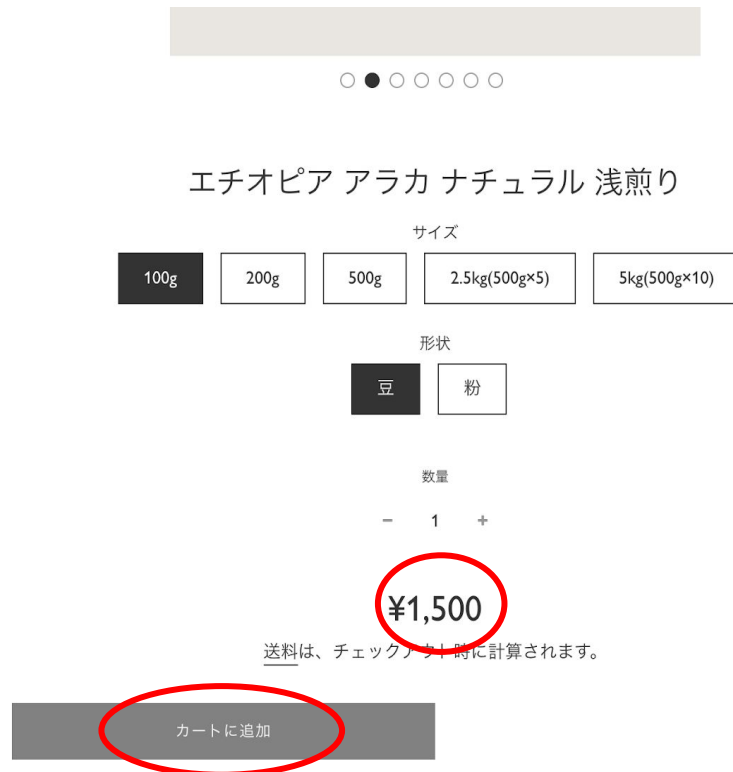 エチオピア アラカ ナチュラル 浅煎り
サイズ
100g 200g 500g 2.5kg(500g×5) 5kg(500g×10)
形状
豆 粉
数量
− 1 +
¥1,500
送料は、チェックアウト時に計算されます。
カートに追加